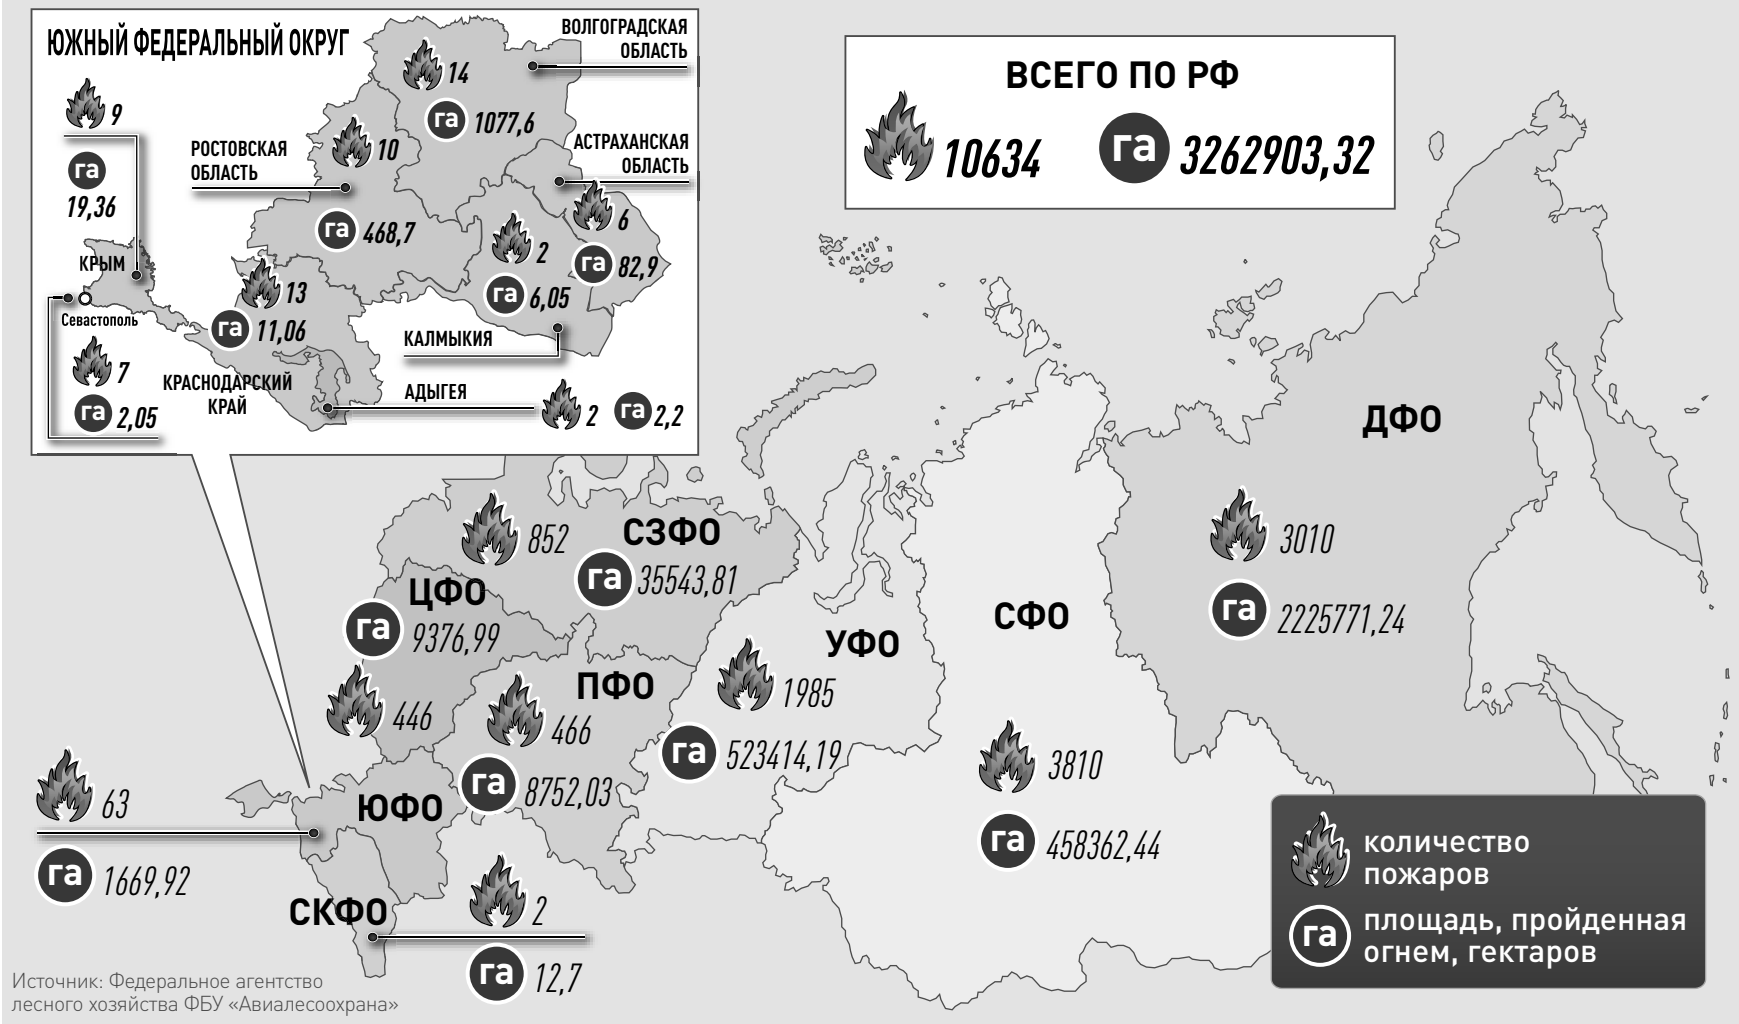 ЮЖНЫЙ ФЕДЕРАЛЬНЫЙ ОКРУГ
ВОЛГОГРАДСКАЯ
ОБЛАСТЬ
14
га 1077,6
9
га
19,36
РОСТОВСКАЯ
ОБЛАСТЬ
10
га 468,7
АСТРАХАНСКАЯ
ОБЛАСТЬ
6
га 82,9
2
га 6,05
КАЛМЫКИЯ
КРЫМ
Севастополь
7
га 2,05
13
га 11,06
КРАСНОДАРСКИЙ
КРАЙ
АДЫГЕЯ
2 га 2,2
ВСЕГО ПО РФ
10634 га 3262903,32
ДФО
3010
га 2225771,24
СЗФО
852
га 35543,81
ЦФО
га 9376,99
446
ПФО
466
га 8752,03
УФО
1985
га 523414,19
СФО
3810
га 458362,44
ЮФО
63
га 1669,92
СКФО
2
га 12,7
количество
пожаров
га площадь, пройденная
огнем, гектаров
Источник: Федеральное агентство
лесного хозяйства ФБУ «Авиалесоохрана»